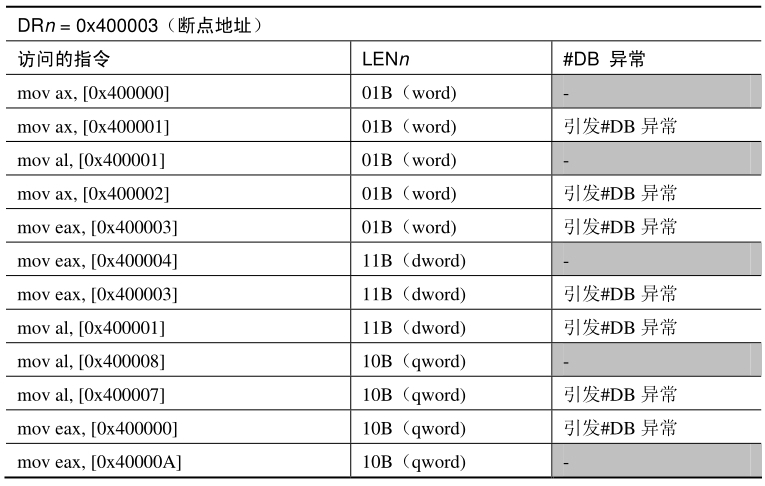 DRn = 0x400003（断点地址）
访问的指令 LENn #DB 异常
mov ax, [0x400000] 01B（word) -
mov ax, [0x400001] 01B（word) 引发#DB 异常
mov al, [0x400001] 01B（word) -
mov ax, [0x400002] 01B（word) 引发#DB 异常
mov eax, [0x400003] 01B（word) 引发#DB 异常
mov eax, [0x400004] 11B（dword) -
mov eax, [0x400003] 11B（dword) 引发#DB 异常
mov al, [0x400001] 11B（dword) 引发#DB 异常
mov al, [0x400008] 10B（qword) -
mov al, [0x400007] 10B（qword) 引发#DB 异常
mov eax, [0x400000] 10B（qword) 引发#DB 异常
mov eax, [0x40000A] 10B（qword) -